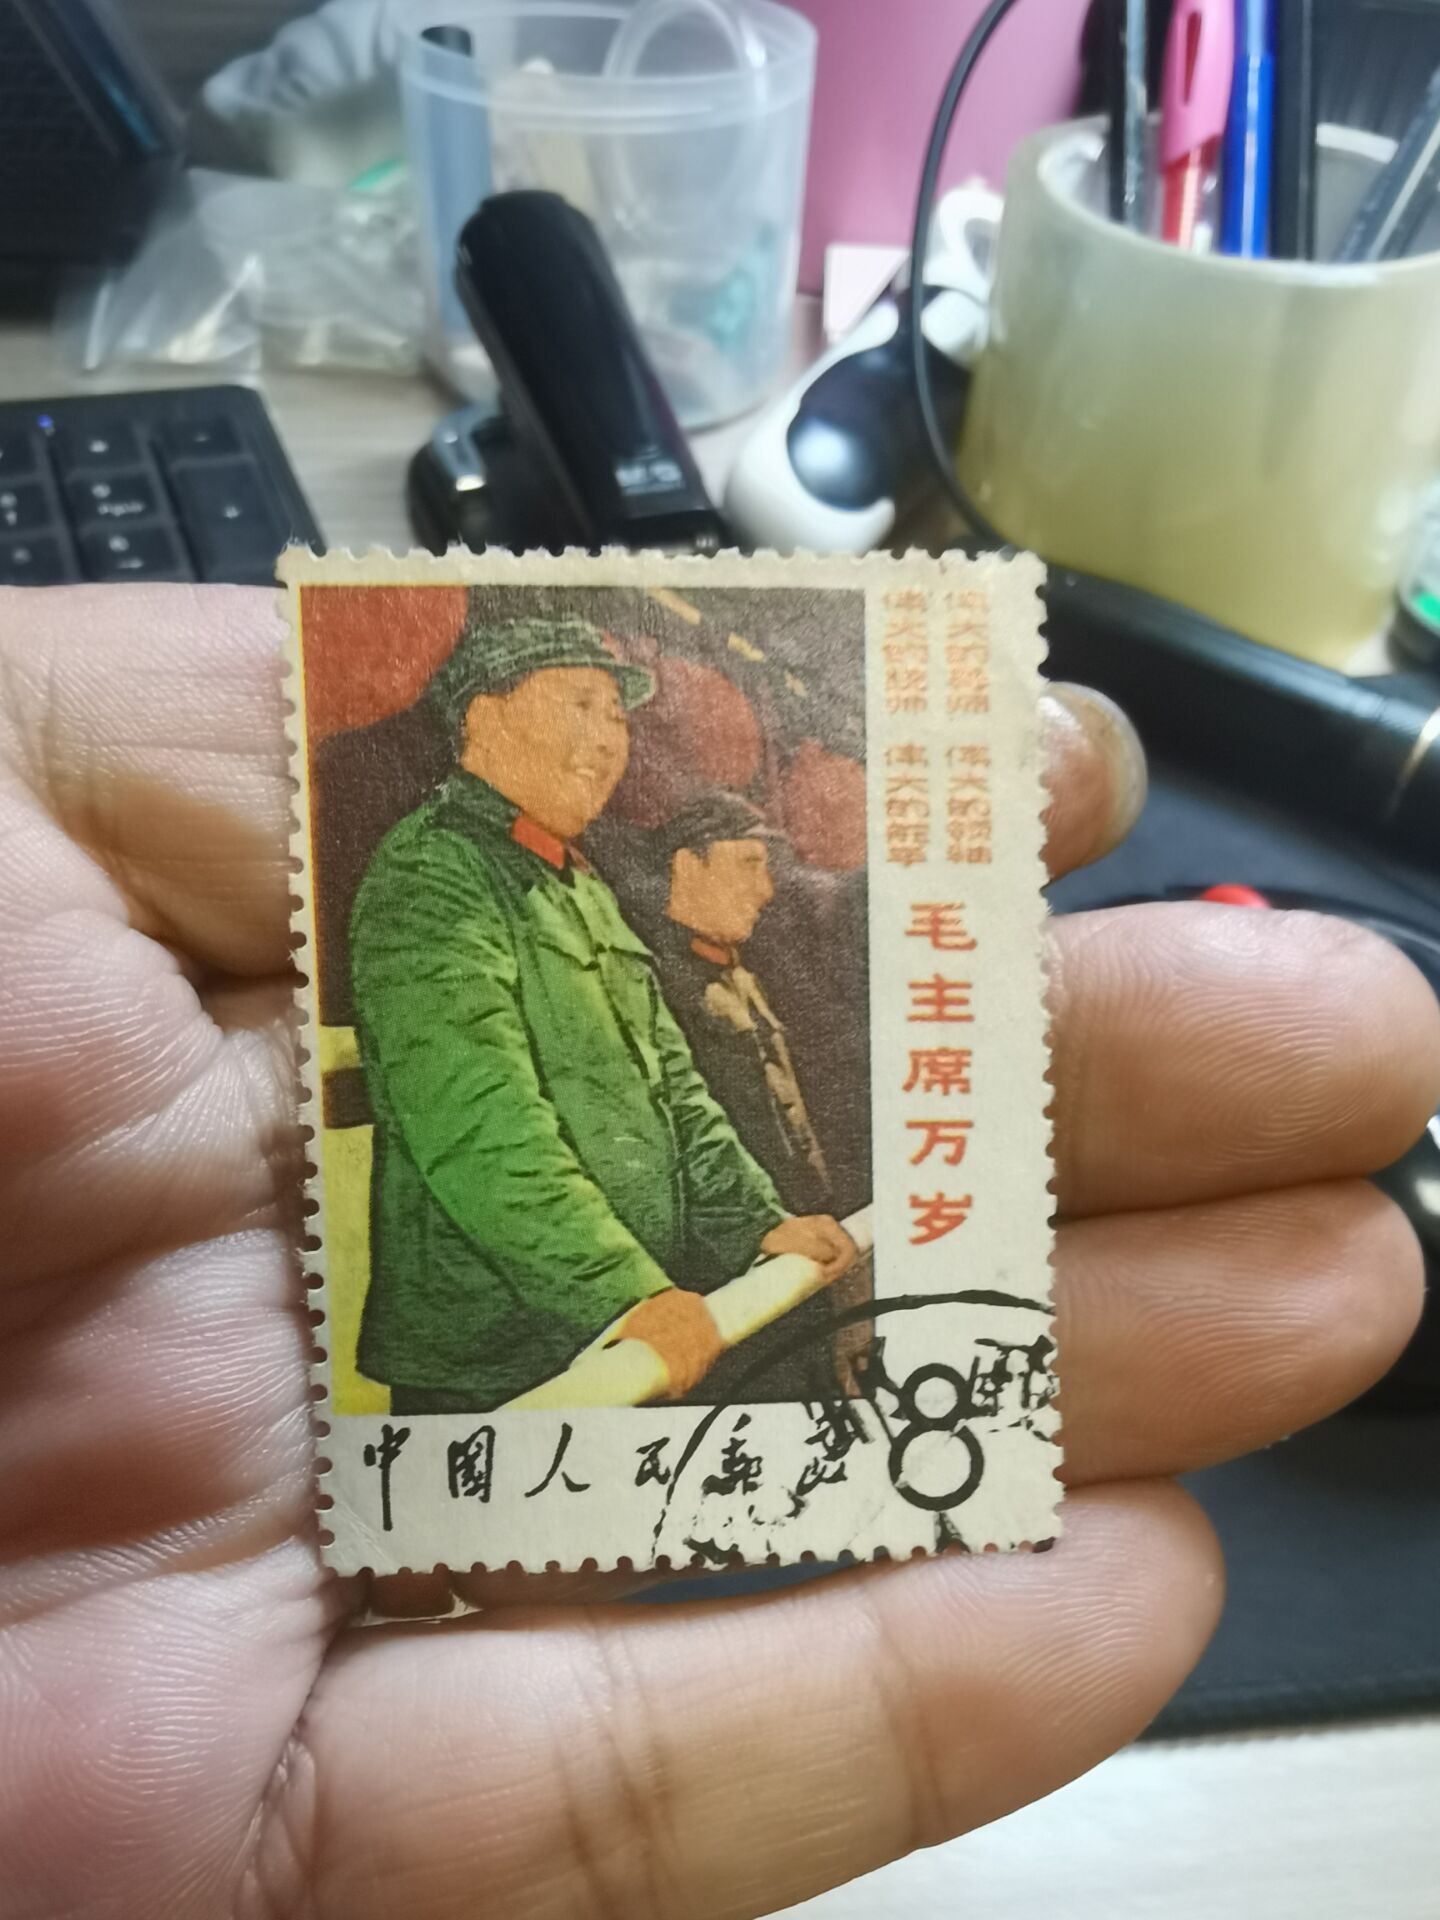 伟大的导师
伟大的领袖
伟大的统帅
伟大的舵手
毛主席万岁
中国人民邮政
8